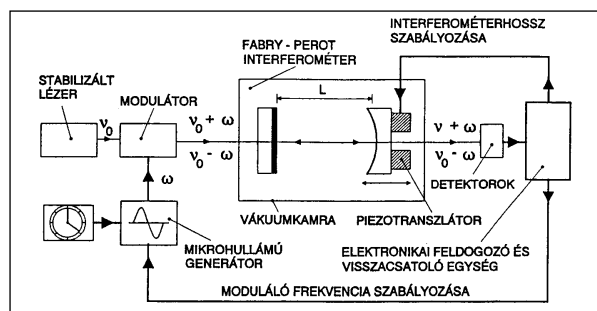 INTERFEROMÉTERHOSSZ
SZABÁLYOZÁSA
FABRY - PEROT
INTERFEROMÉTER
STABILIZÁLT
LÉZER
MODULÁTOR
L
ν₀
ν₀ + ω
ν₀ - ω
ν + ω
ν₀ - ω
ω
DETEKTOROK
VÁKUUMKAMRA
PIEZOTRANSZLÁTOR
MIKROHULLÁMÚ
GENERÁTOR
ELEKTRONIKAI FELDOGOZÓ ÉS
VISSZACSATOLÓ EGYSÉG
MODULÁLÓ FREKVENCIA SZABÁLYOZÁSA